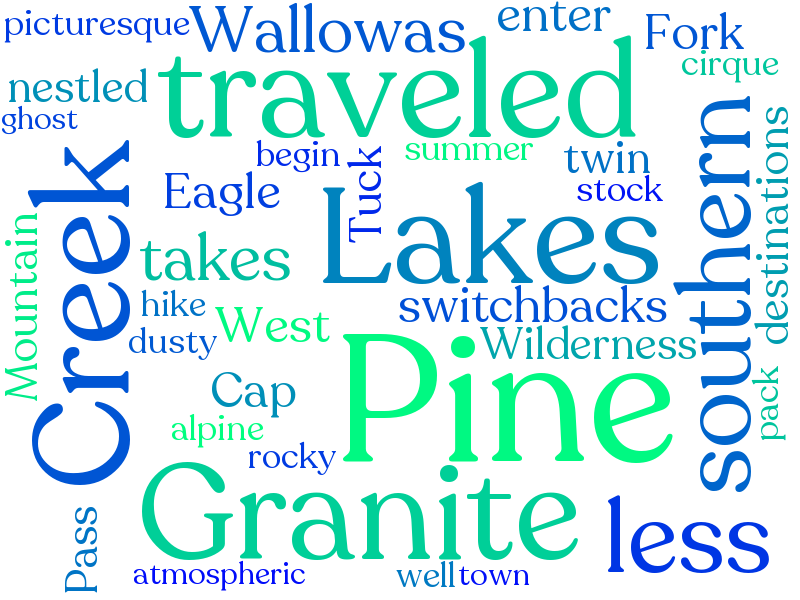 picturesque
Wallowas
enter
Fork
traveled
cirque
nestled
ghost
begin
Tuck
summer
twin
stock
Eagle
Creek
Lakes
southern
destinations
Mountain
takes
hike
dusty
West
switchbacks
Wilderness
Pine
Cap
pack
alpine
rocky
Granite
less
Pass
atmospheric
well
town